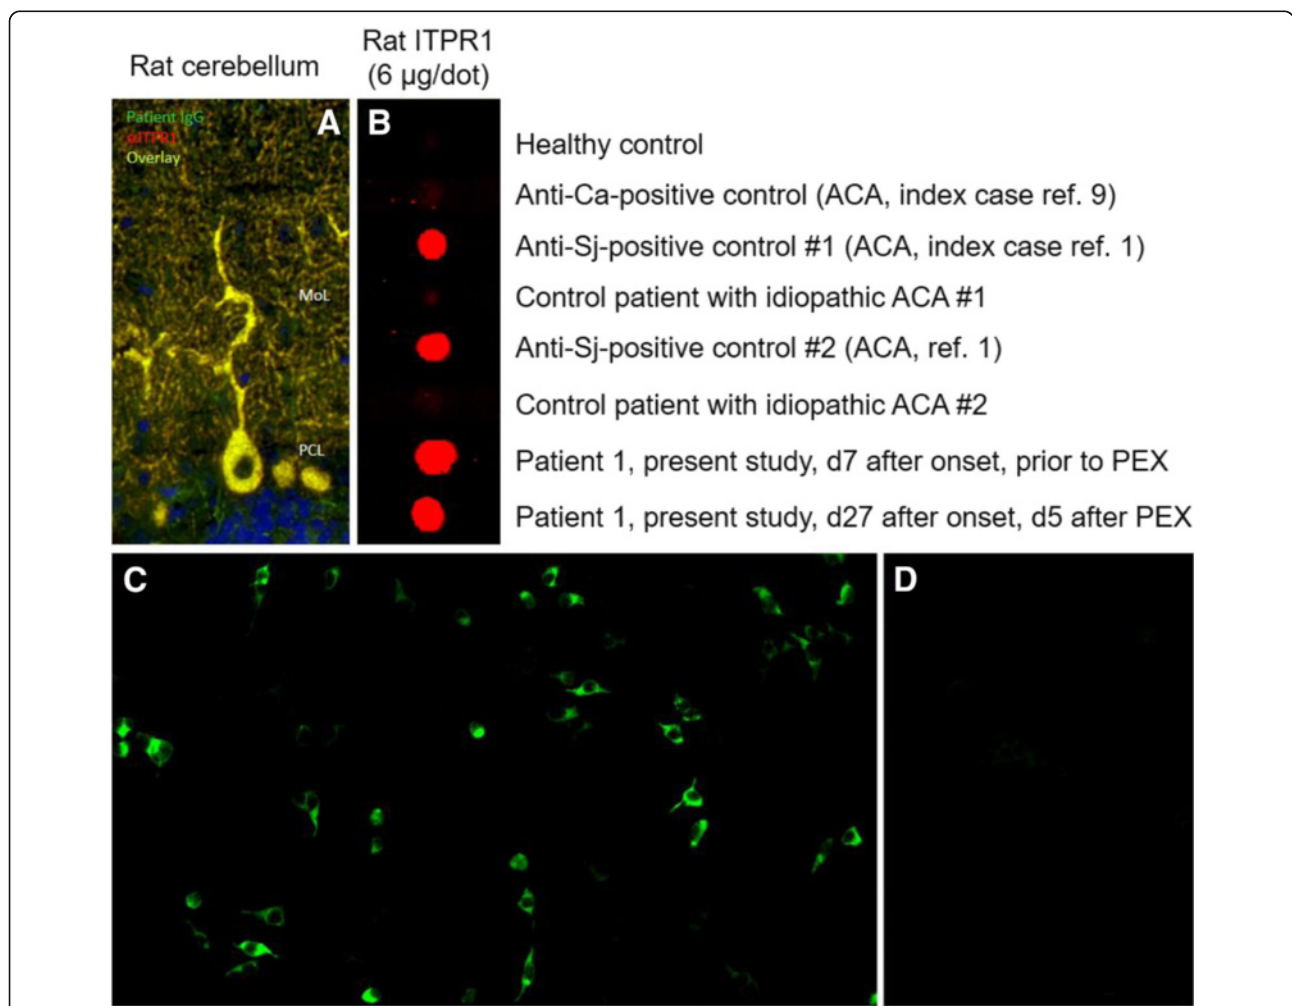 Rat cerebellum
Rat ITPR1
(6 µg/dot)
Patient IgG
αITPR1
Overlay
A
MoL
PCL
B
Healthy control
Anti-Ca-positive control (ACA, index case ref. 9)
Anti-Sj-positive control #1 (ACA, index case ref. 1)
Control patient with idiopathic ACA #1
Anti-Sj-positive control #2 (ACA, ref. 1)
Control patient with idiopathic ACA #2
Patient 1, present study, d7 after onset, prior to PEX
Patient 1, present study, d27 after onset, d5 after PEX
C
D